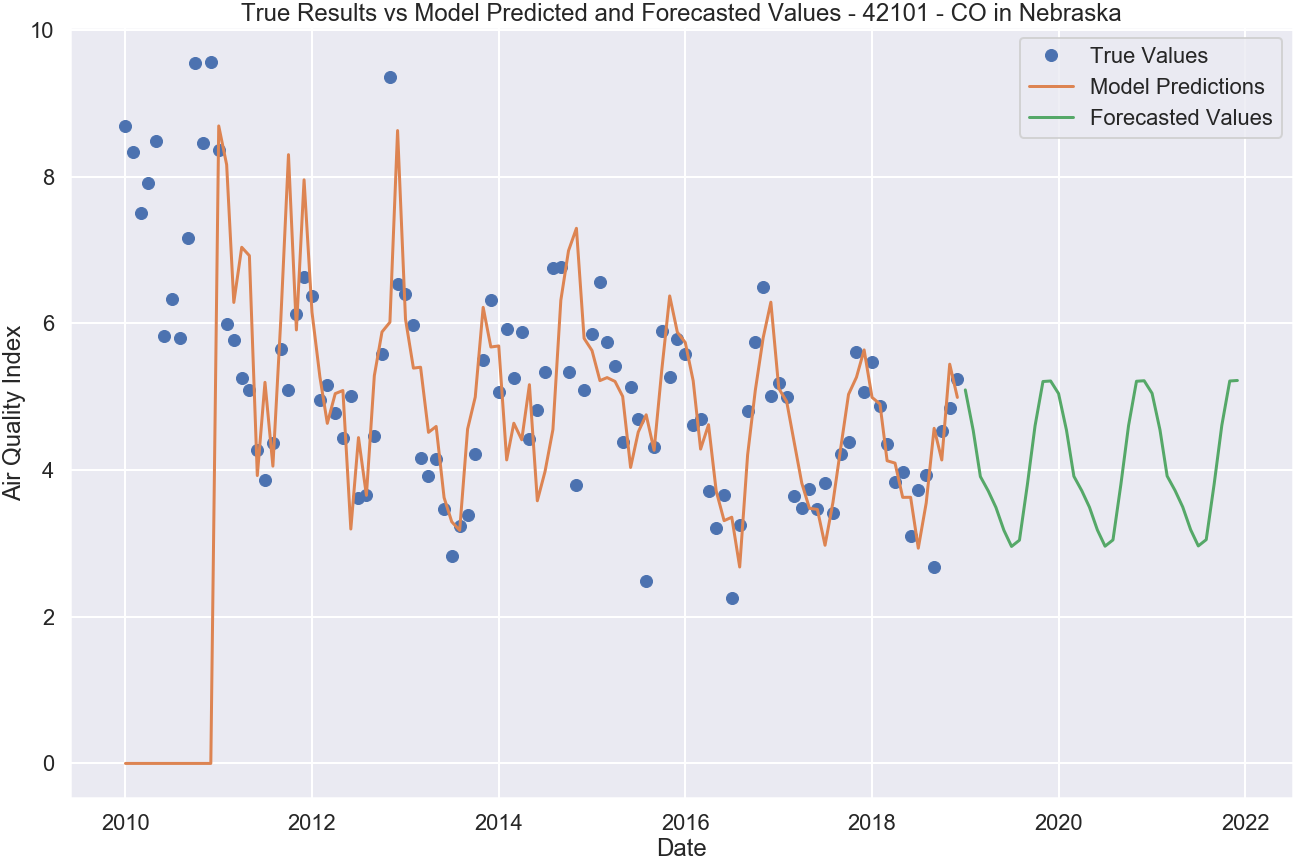 True Results vs Model Predicted and Forecasted Values - 42101 - CO in Nebraska
True Values
Model Predictions
Forecasted Values
Air Quality Index
10
8
6
4
2
0
2010 2012 2014 2016 2018 2020 2022
Date